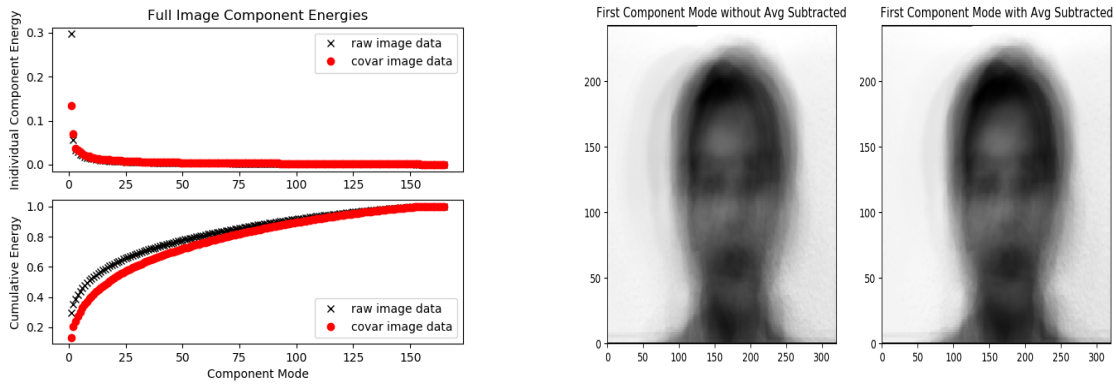 Full Image Component Energies
Inidividual Component Energy
0.3
0.2
0.1
0.0
raw image data
covar image data
0 25 50 75 100 125 150
Cumulative Energy
1.0
0.8
0.6
0.4
0.2
raw image data
covar image data
0 25 50 75 100 125 150
Component Mode
First Component Mode without Avg Subtracted
200
150
100
50
0
0 50 100 150 200 250 300
First Component Mode with Avg Subtracted
200
150
100
50
0
0 50 100 150 200 250 300